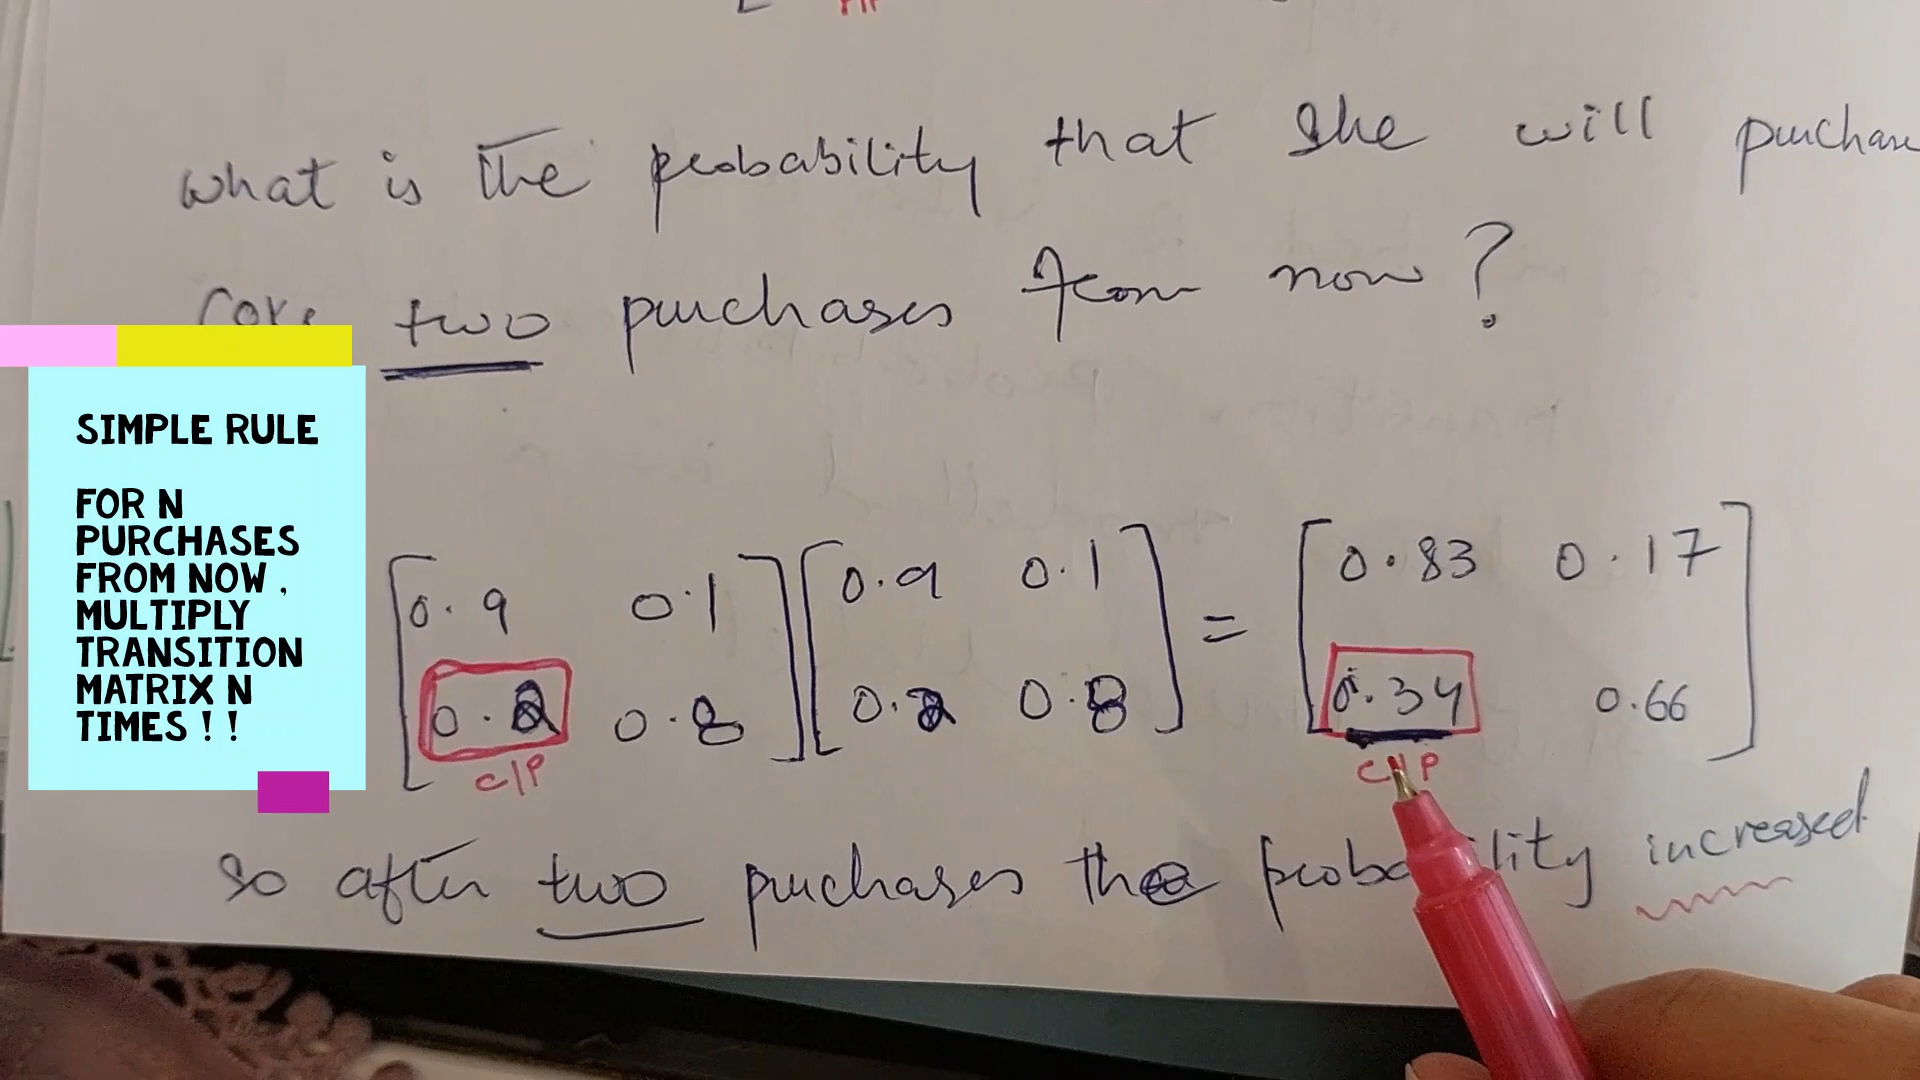 what is the probability that She will purchase
Coke two purchases from now?
SIMPLE RULE
FOR N
PURCHASES
FROM NOW ,
MULTIPLY
TRANSITION
MATRIX N
TIMES ! !
0.9 0.1 0.9 0.1 = 0.83 0.17
0.2 0.8 0.2 0.8 0.34 0.66
C/P C/P
So after two purchases the probability increased